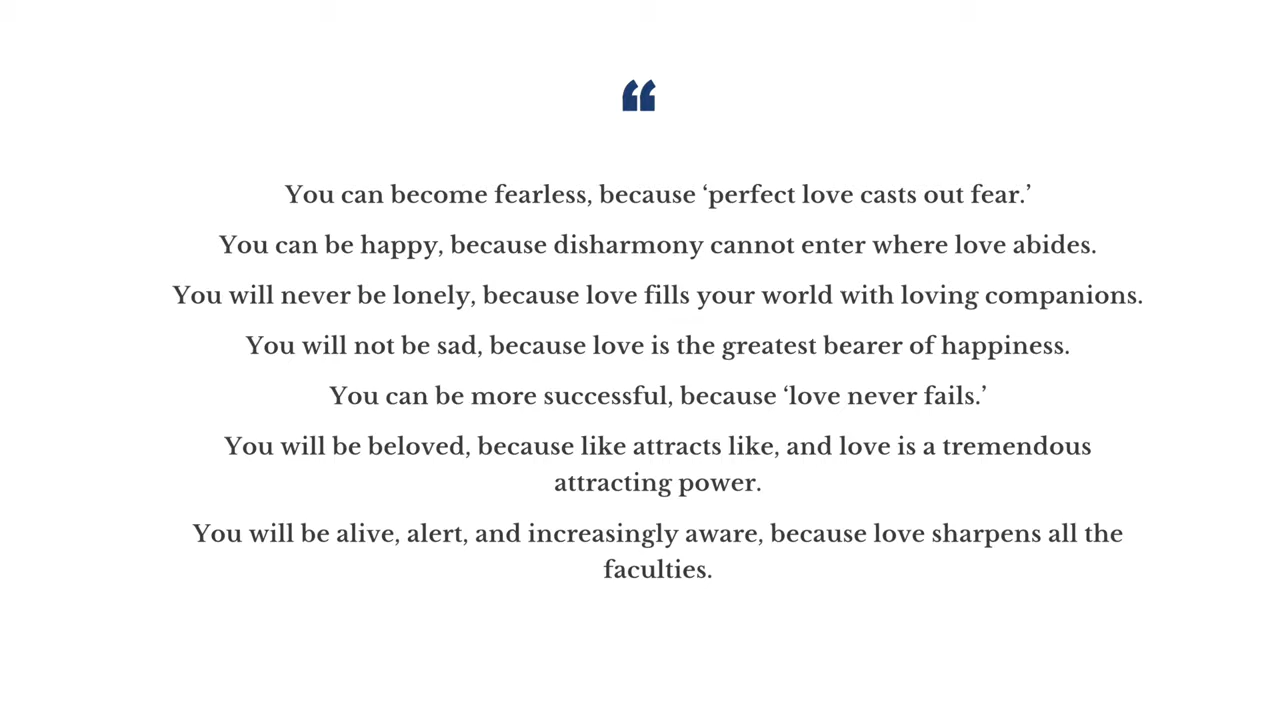 “
You can become fearless, because ‘perfect love casts out fear.’
You can be happy, because disharmony cannot enter where love abides.
You will never be lonely, because love fills your world with loving companions.
You will not be sad, because love is the greatest bearer of happiness.
You can be more successful, because ‘love never fails.’
You will be beloved, because like attracts like, and love is a tremendous
attracting power.
You will be alive, alert, and increasingly aware, because love sharpens all the
faculties.